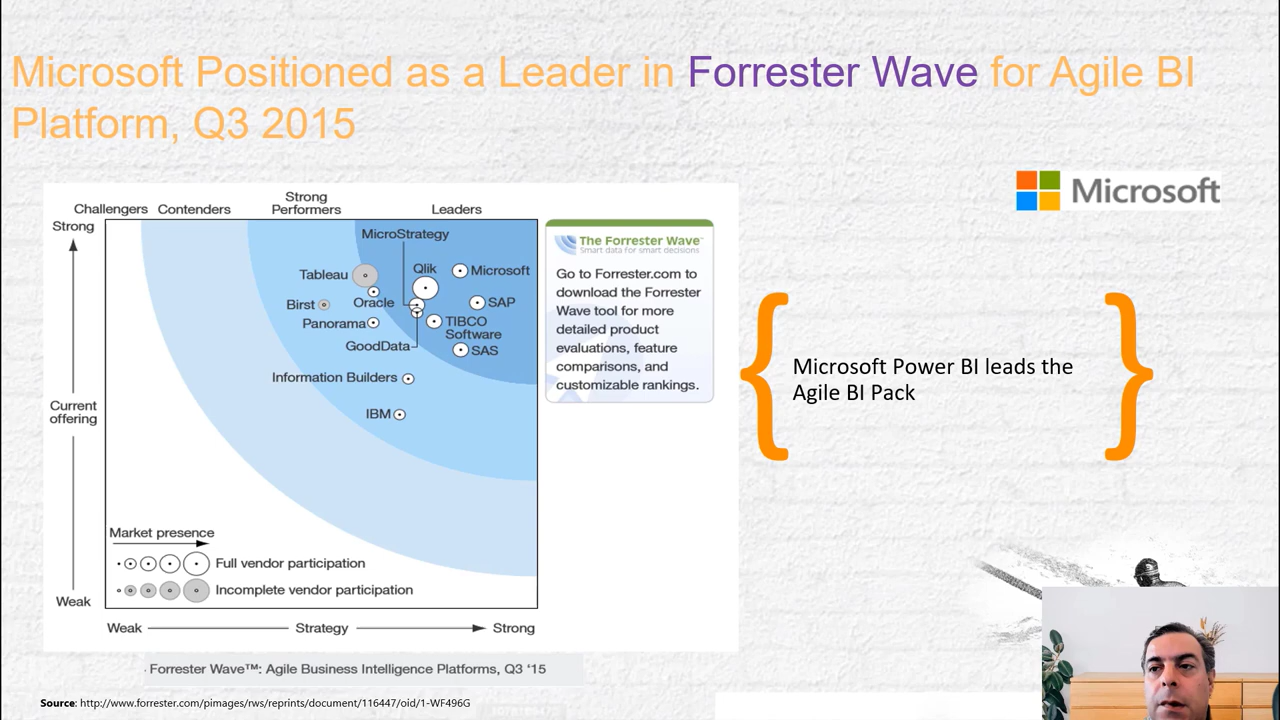 Microsoft Positioned as a Leader in Forrester Wave for Agile BI
Platform, Q3 2015
Microsoft
Challengers Contenders Strong Performers Leaders
Strong
MicroStrategy
Tableau
Qlik
Microsoft
Birst
Oracle
SAP
Panorama
TIBCO
Software
GoodData
SAS
Information Builders
IBM
Current
offering
Market presence
Full vendor participation
Incomplete vendor participation
Weak
Weak Strategy Strong
The Forrester Wave™
Smart data for smart decisions
Go to Forrester.com to
download the Forrester
Wave tool for more
detailed product
evaluations, feature
comparisons, and
customizable rankings.
Microsoft Power BI leads the
Agile BI Pack
Forrester Wave™: Agile Business Intelligence Platforms, Q3 ‘15
Source: http://www.forrester.com/pimages/rws/reprints/document/116447/oid/1-WF496G